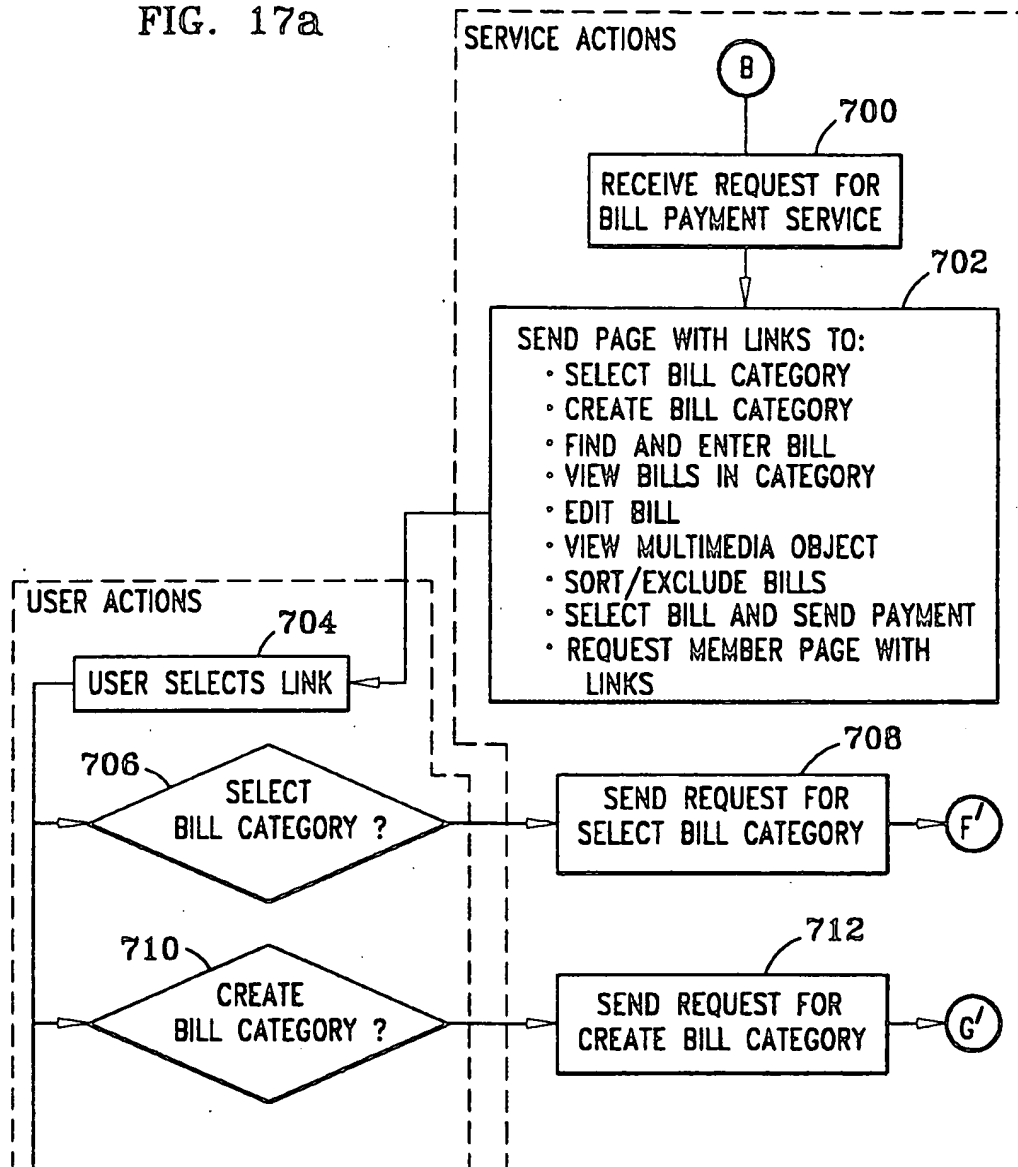 FIG. 17a
SERVICE ACTIONS
B
700
RECEIVE REQUEST FOR
BILL PAYMENT SERVICE
702
SEND PAGE WITH LINKS TO:
• SELECT BILL CATEGORY
• CREATE BILL CATEGORY
• FIND AND ENTER BILL
• VIEW BILLS IN CATEGORY
• EDIT BILL
• VIEW MULTIMEDIA OBJECT
• SORT/EXCLUDE BILLS
• SELECT BILL AND SEND PAYMENT
• REQUEST MEMBER PAGE WITH
LINKS
USER ACTIONS
704
USER SELECTS LINK
706
SELECT
BILL CATEGORY ?
708
SEND REQUEST FOR
SELECT BILL CATEGORY
F'
710
CREATE
BILL CATEGORY ?
712
SEND REQUEST FOR
CREATE BILL CATEGORY
G'